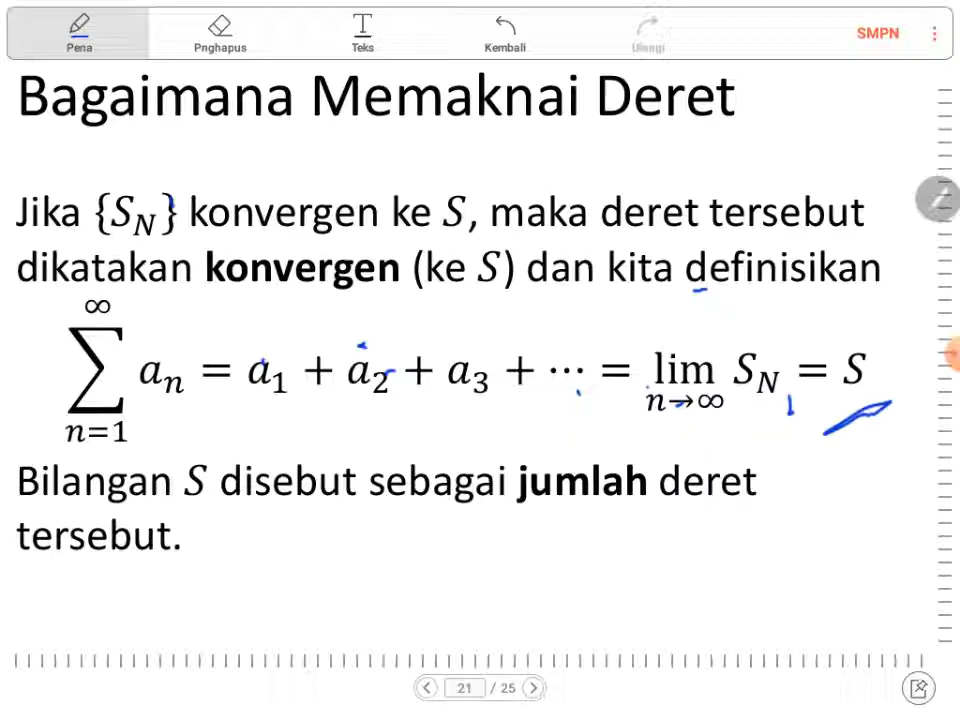 Pena Pnghapus Teks Kembali Ulangi SMPN
Bagaimana Memaknai Deret
Jika {S_N} konvergen ke S, maka deret tersebut
dikatakan konvergen (ke S) dan kita definisikan
∑_{n=1}^{∞} a_n = a_1 + a_2 + a_3 + ⋯ = lim_{n→∞} S_N = S
Bilangan S disebut sebagai jumlah deret
tersebut.
21 / 25